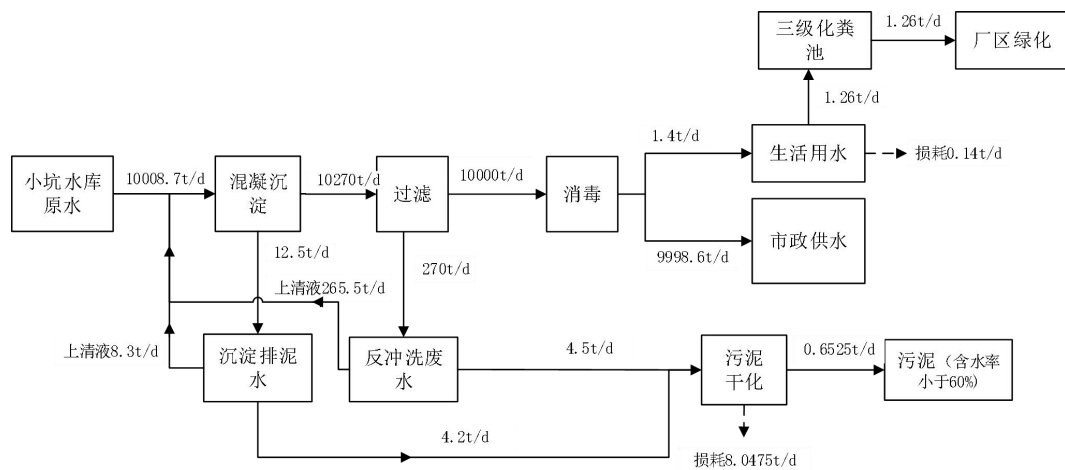 三级化粪
池
1.26t/d
厂区绿化
1.26t/d
1.4t/d
生活用水
损耗0.14t/d
小坑水库
原水
10008.7t/d
混凝沉
淀
10270t/d
过滤
10000t/d
消毒
市政供水
9998.6t/d
12.5t/d
270t/d
上清液265.5t/d
上清液8.3t/d
沉淀排泥
水
反冲洗废
水
4.5t/d
污泥
干化
0.6525t/d
污泥（含水率
小于60%)
4.2t/d
损耗8.0475t/d